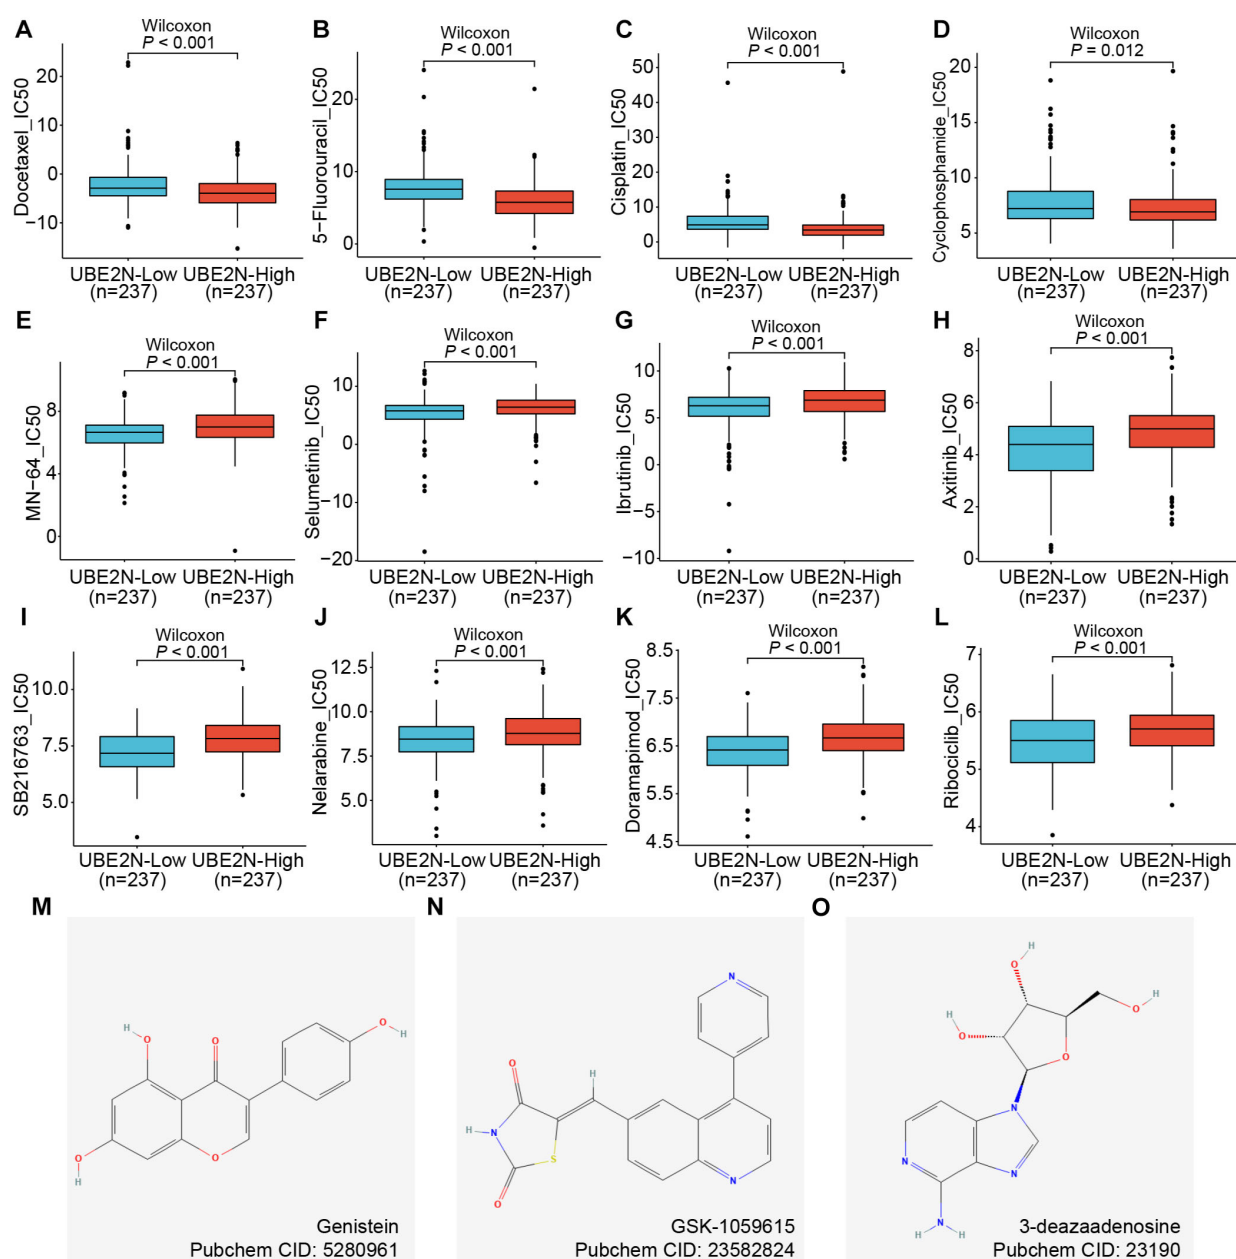 A
Wilcoxon
P < 0.001
Docetaxel_IC50
20
10
0
−10
UBE2N-Low
(n=237)
UBE2N-High
(n=237)
B
Wilcoxon
P < 0.001
5-Fluorouracil_IC50
20
10
0
UBE2N-Low
(n=237)
UBE2N-High
(n=237)
C
Wilcoxon
P < 0.001
Cisplatin_IC50
50
40
30
20
10
0
UBE2N-Low
(n=237)
UBE2N-High
(n=237)
D
Wilcoxon
P = 0.012
Cyclophosphamide_IC50
20
15
10
5
UBE2N-Low
(n=237)
UBE2N-High
(n=237)
E
Wilcoxon
P < 0.001
MN−64_IC50
8
4
0
UBE2N-Low
(n=237)
UBE2N-High
(n=237)
F
Wilcoxon
P < 0.001
Selumetinib_IC50
10
0
−10
−20
UBE2N-Low
(n=237)
UBE2N-High
(n=237)
G
Wilcoxon
P < 0.001
Ibrutinib_IC50
10
5
0
−5
−10
UBE2N-Low
(n=237)
UBE2N-High
(n=237)
H
Wilcoxon
P < 0.001
Axitinib_IC50
8
6
4
2
0
UBE2N-Low
(n=237)
UBE2N-High
(n=237)
I
Wilcoxon
P < 0.001
SB216763_IC50
10.0
7.5
5.0
UBE2N-Low
(n=237)
UBE2N-High
(n=237)
J
Wilcoxon
P < 0.001
Nelarabine_IC50
12.5
10.0
7.5
5.0
UBE2N-Low
(n=237)
UBE2N-High
(n=237)
K
Wilcoxon
P < 0.001
Doramapimod_IC50
8.5
7.5
6.5
5.5
4.5
UBE2N-Low
(n=237)
UBE2N-High
(n=237)
L
Wilcoxon
P < 0.001
Ribociclib_IC50
7
6
5
4
UBE2N-Low
(n=237)
UBE2N-High
(n=237)
M
H
O
O
O
H
O
H
O
Genistein
Pubchem CID: 5280961
N
N
O
H
H
N
S
O
N
GSK-1059615
Pubchem CID: 23582824
O
H
O
H
O
H
O
O
N
N
N
N
H
H
3-deazaadenosine
Pubchem CID: 23190